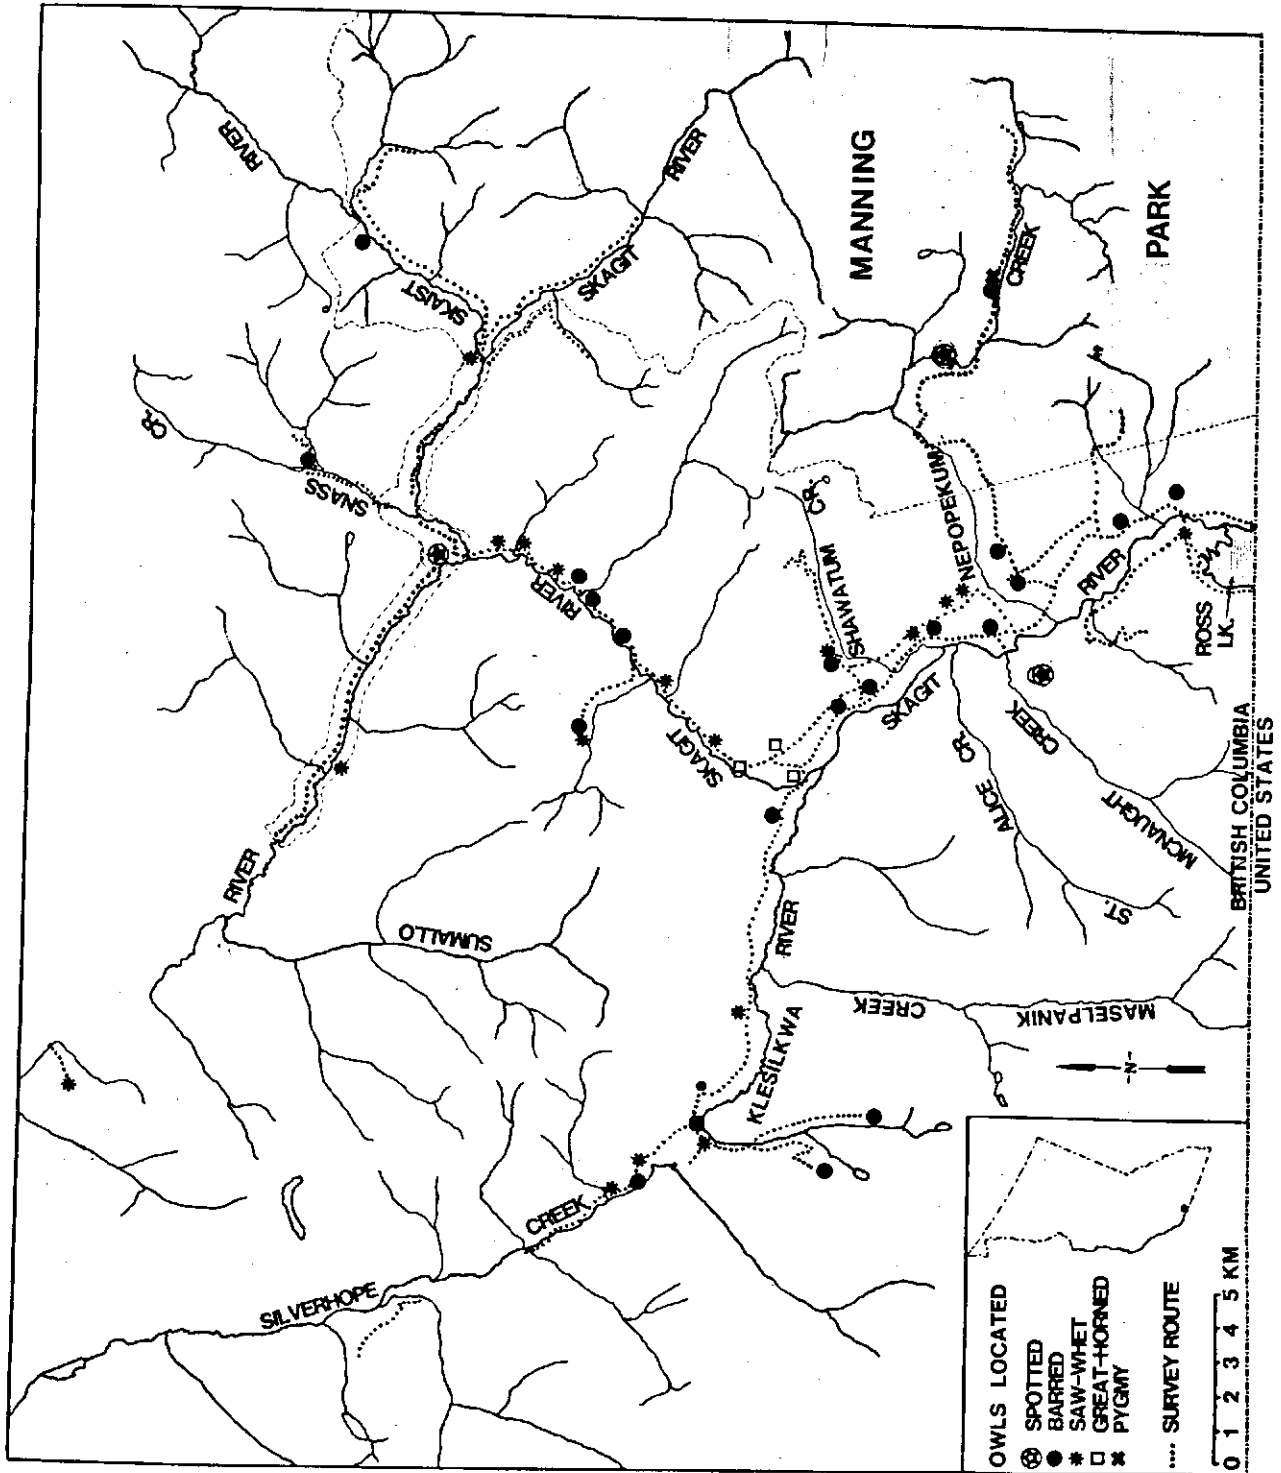 RIVER
RIVER
MANNING
PARK
SKAIST
SKAGIT
CREEK
CR.
SNASS
RIVER
SHAWATUM
CR.
NEPOPEKUM
RIVER
ROSS
LK.
SKAGIT
SKAGIT
RIVER
SUMALLO
ALICE
CR.
ST.
CREEK
MCNAUGHT
RIVER
KLESILKWA
CREEK
MASELPANIK
BRITISH COLUMBIA
UNITED STATES
SILVERHOPE
CREEK
-N-
OWLS LOCATED
SPOTTED
BARRED
SAW-WHET
GREAT-HORNED
PYGMY
SURVEY ROUTE
0 1 2 3 4 5 KM